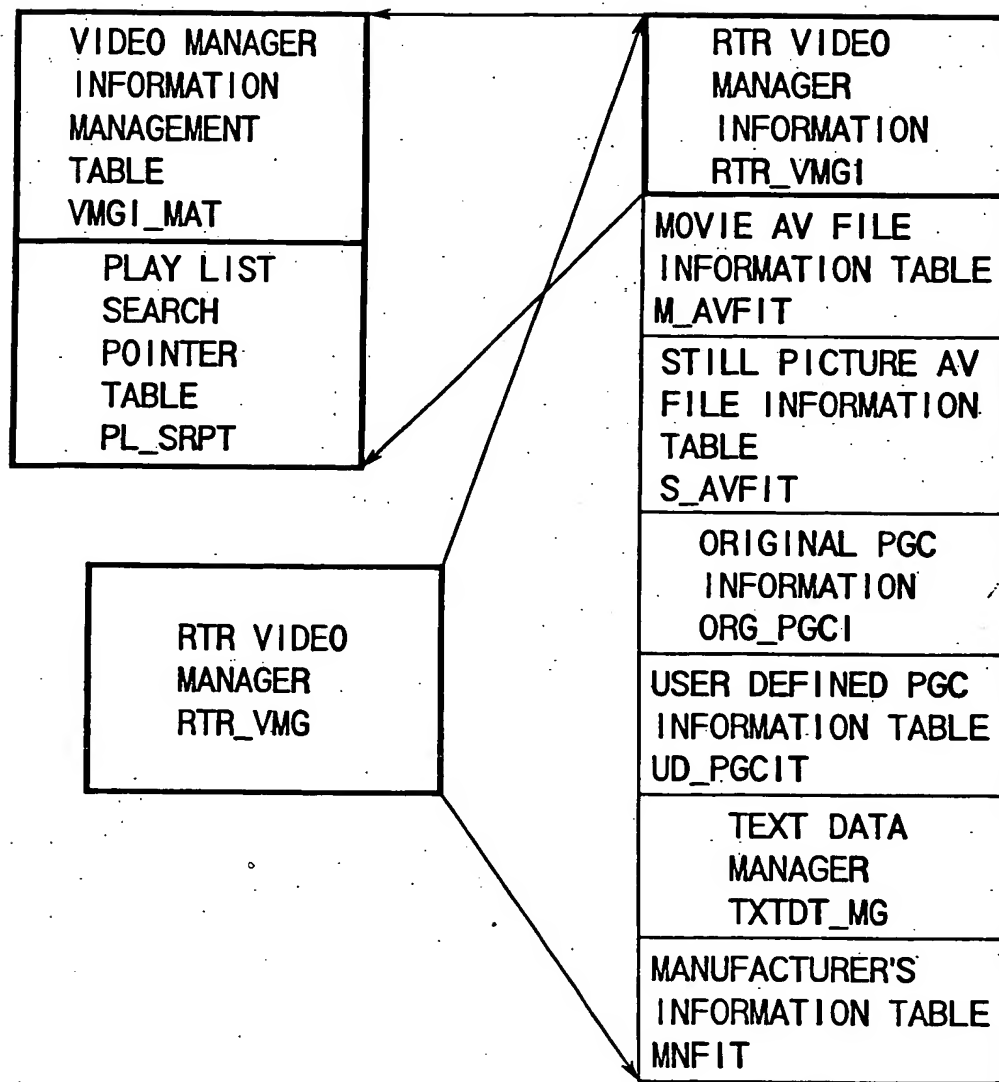 VIDEO MANAGER
INFORMATION
MANAGEMENT
TABLE
VMGI_MAT
PLAY LIST
SEARCH
POINTER
TABLE
PL_SRPT
RTR VIDEO
MANAGER
RTR_VMG
RTR VIDEO
MANAGER
INFORMATION
RTR_VMGI
MOVIE AV FILE
INFORMATION TABLE
M_AVFIT
STILL PICTURE AV
FILE INFORMATION
TABLE
S_AVFIT
ORIGINAL PGC
INFORMATION
ORG_PGCI
USER DEFINED PGC
INFORMATION TABLE
UD_PGCIT
TEXT DATA
MANAGER
TXTDT_MG
MANUFACTURER'S
INFORMATION TABLE
MNFIT